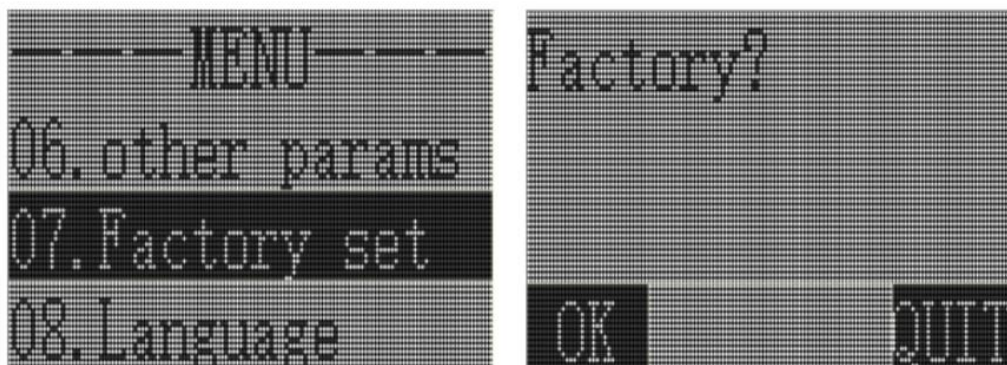 ---MENU---
06.other params
07.Factory set
08.Language
Factory?
OK QUIT